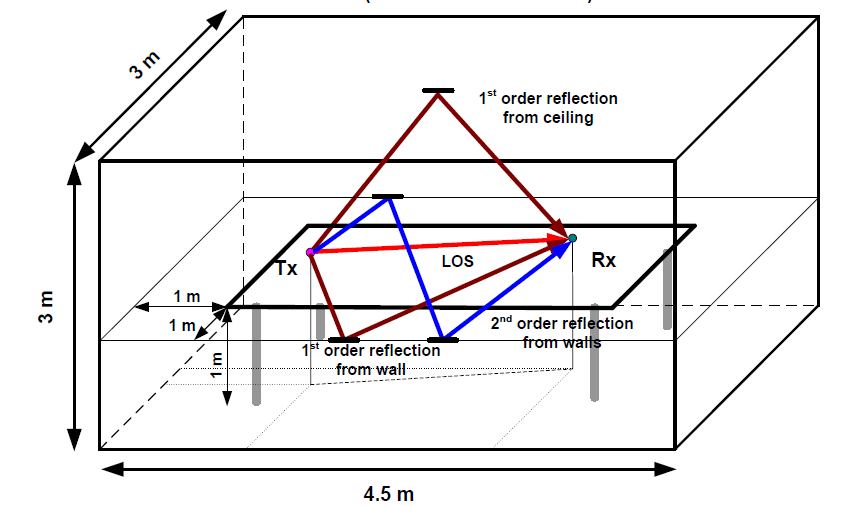 3 m
1st order reflection
from ceiling
Tx
LOS
Rx
1 m
1 m
3 m
2nd order reflection
from walls
1st order reflection
from wall
1 m
4.5 m